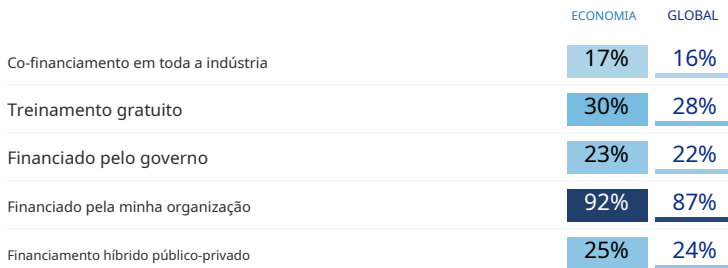 ECONOMIA GLOBAL
Co-financiamento em toda a indústria 17% 16%
Treinamento gratuito 30% 28%
Financiado pelo governo 23% 22%
Financiado pela minha organização 92% 87%
Financiamento híbrido público-privado 25% 24%